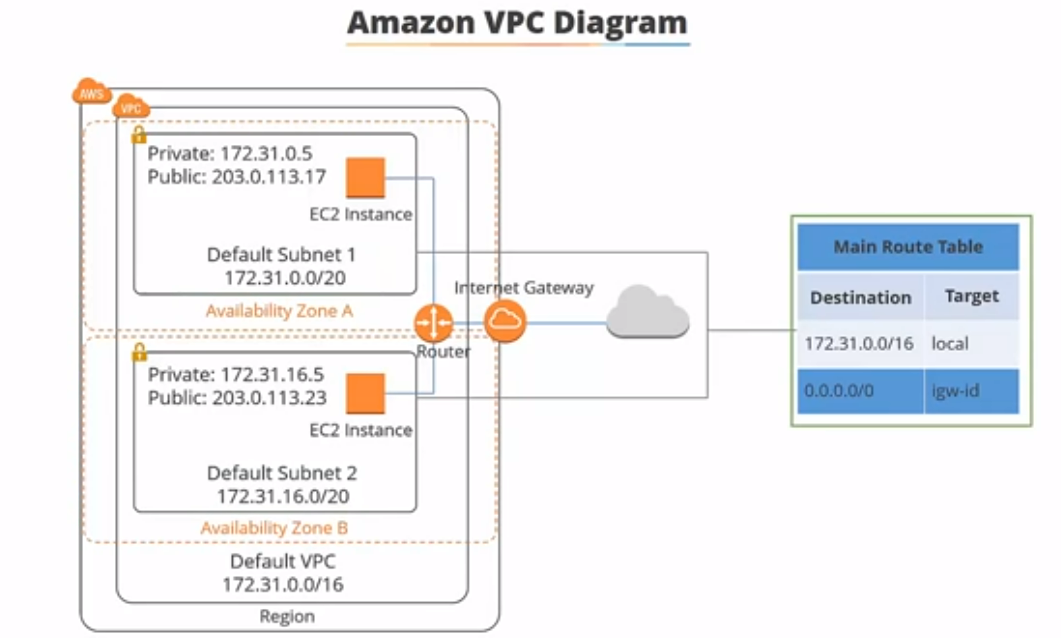 Amazon VPC Diagram
AWS
VPC
Private: 172.31.0.5
Public: 203.0.113.17
EC2 Instance
Default Subnet 1
172.31.0.0/20
Availability Zone A
Internet Gateway
Router
Private: 172.31.16.5
Public: 203.0.113.23
EC2 Instance
Default Subnet 2
172.31.16.0/20
Availability Zone B
Default VPC
172.31.0.0/16
Region
Main Route Table
Destination Target
172.31.0.0/16 local
0.0.0.0/0 igw-id